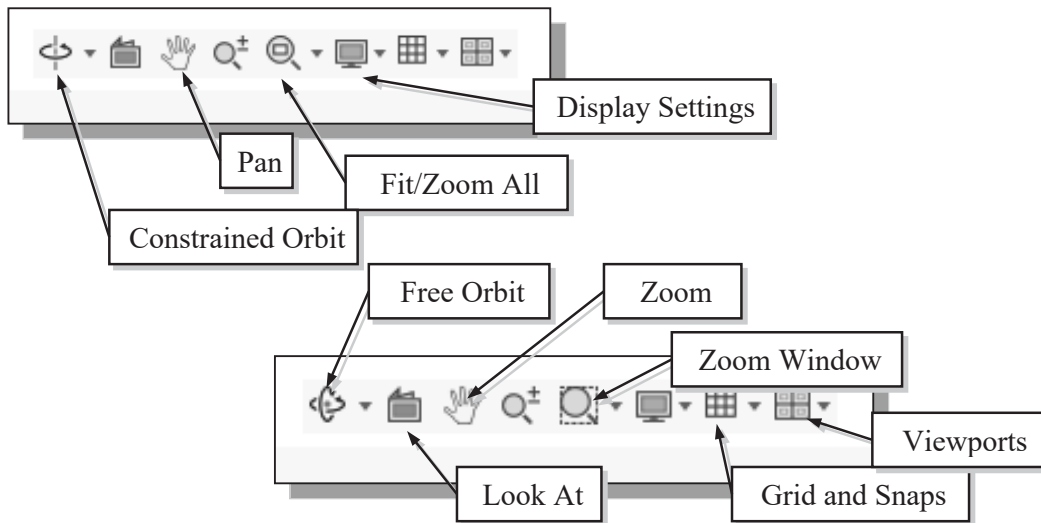 Display Settings
Pan
Fit/Zoom All
Constrained Orbit
Free Orbit
Zoom
Zoom Window
Viewports
Look At
Grid and Snaps